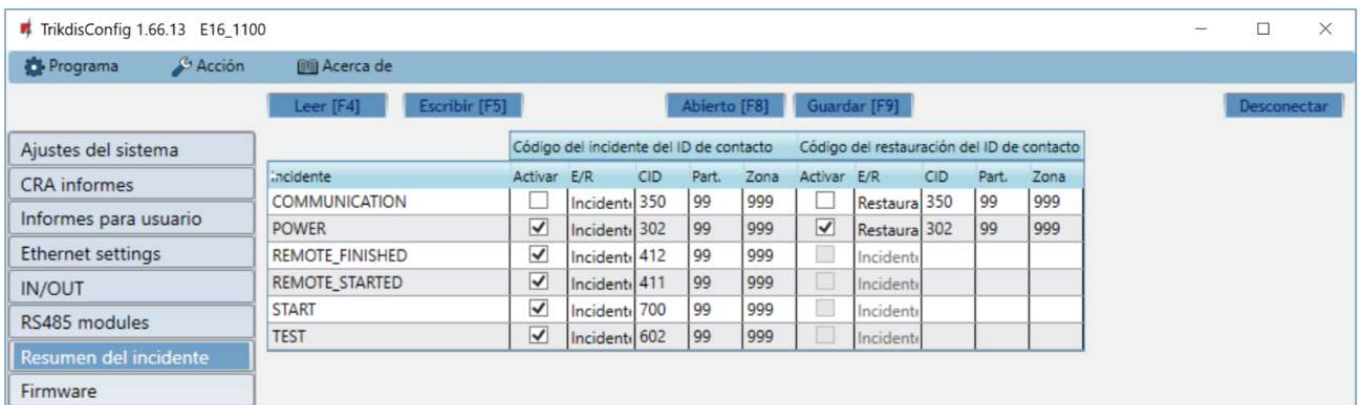 TrikdisConfig 1.66.13 E16_1100
Programa Acción Acerca de
Leer [F4] Escribir [F5] Abierto [F8] Guardar [F9] Desconectar
Ajustes del sistema
CRA informes
Informes para usuario
Ethernet settings
IN/OUT
RS485 modules
Resumen del incidente
Firmware
Código del incidente del ID de contacto Código del restauración del ID de contacto
Incidente Activar E/R CID Part. Zona Activar E/R CID Part. Zona
COMMUNICATION Incidente 350 99 999 Restaura 350 99 999
POWER Incidente 302 99 999 Restaura 302 99 999
REMOTE_FINISHED Incidente 412 99 999 Incidente
REMOTE_STARTED Incidente 411 99 999 Incidente
START Incidente 700 99 999 Incidente
TEST Incidente 602 99 999 Incidente